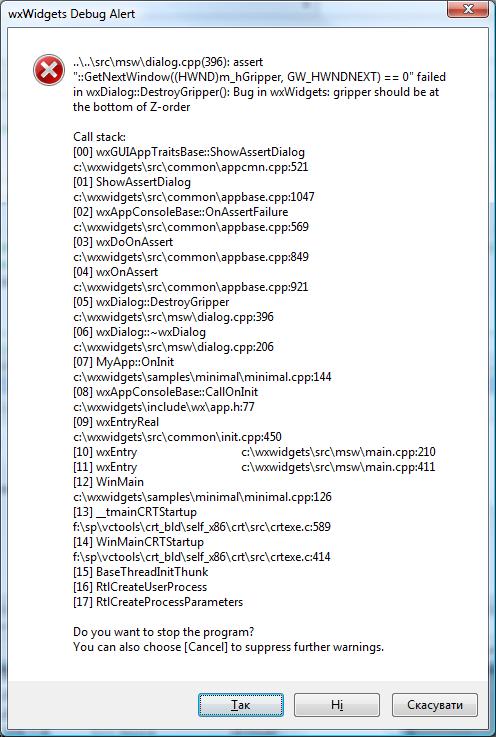 wxWidgets Debug Alert
..\..\src\msw\dialog.cpp(396): assert
"::GetNextWindow((HWND)m_hGripper, GW_HWNDNEXT) == 0" failed
in wxDialog::DestroyGripper(): Bug in wxWidgets: gripper should be at
the bottom of Z-order
Call stack:
[00] wxGUIAppTraitsBase::ShowAssertDialog
c:\wxwidgets\src\common\appcmn.cpp:521
[01] ShowAssertDialog
c:\wxwidgets\src\common\appbase.cpp:1047
[02] wxAppConsoleBase::OnAssertFailure
c:\wxwidgets\src\common\appbase.cpp:569
[03] wxDoOnAssert
c:\wxwidgets\src\common\appbase.cpp:849
[04] wxOnAssert
c:\wxwidgets\src\common\appbase.cpp:921
[05] wxDialog::DestroyGripper
c:\wxwidgets\src\msw\dialog.cpp:396
[06] wxDialog::~wxDialog
c:\wxwidgets\src\msw\dialog.cpp:206
[07] MyApp::OnInit
c:\wxwidgets\samples\minimal\minimal.cpp:144
[08] wxAppConsoleBase::CallOnInit
c:\wxwidgets\include\wx\app.h:77
[09] wxEntryReal
c:\wxwidgets\src\common\init.cpp:450
[10] wxEntry c:\wxwidgets\src\msw\main.cpp:210
[11] wxEntry c:\wxwidgets\src\msw\main.cpp:411
[12] WinMain
c:\wxwidgets\samples\minimal\minimal.cpp:126
[13] __tmainCRTStartup
f:\sp\vctools\crt_bld\self_x86\crt\src\crtexe.c:589
[14] WinMainCRTStartup
f:\sp\vctools\crt_bld\self_x86\crt\src\crtexe.c:414
[15] BaseThreadInitThunk
[16] RtlCreateUserProcess
[17] RtlCreateProcessParameters
Do you want to stop the program?
You can also choose [Cancel] to suppress further warnings.
Так Ні Скасувати